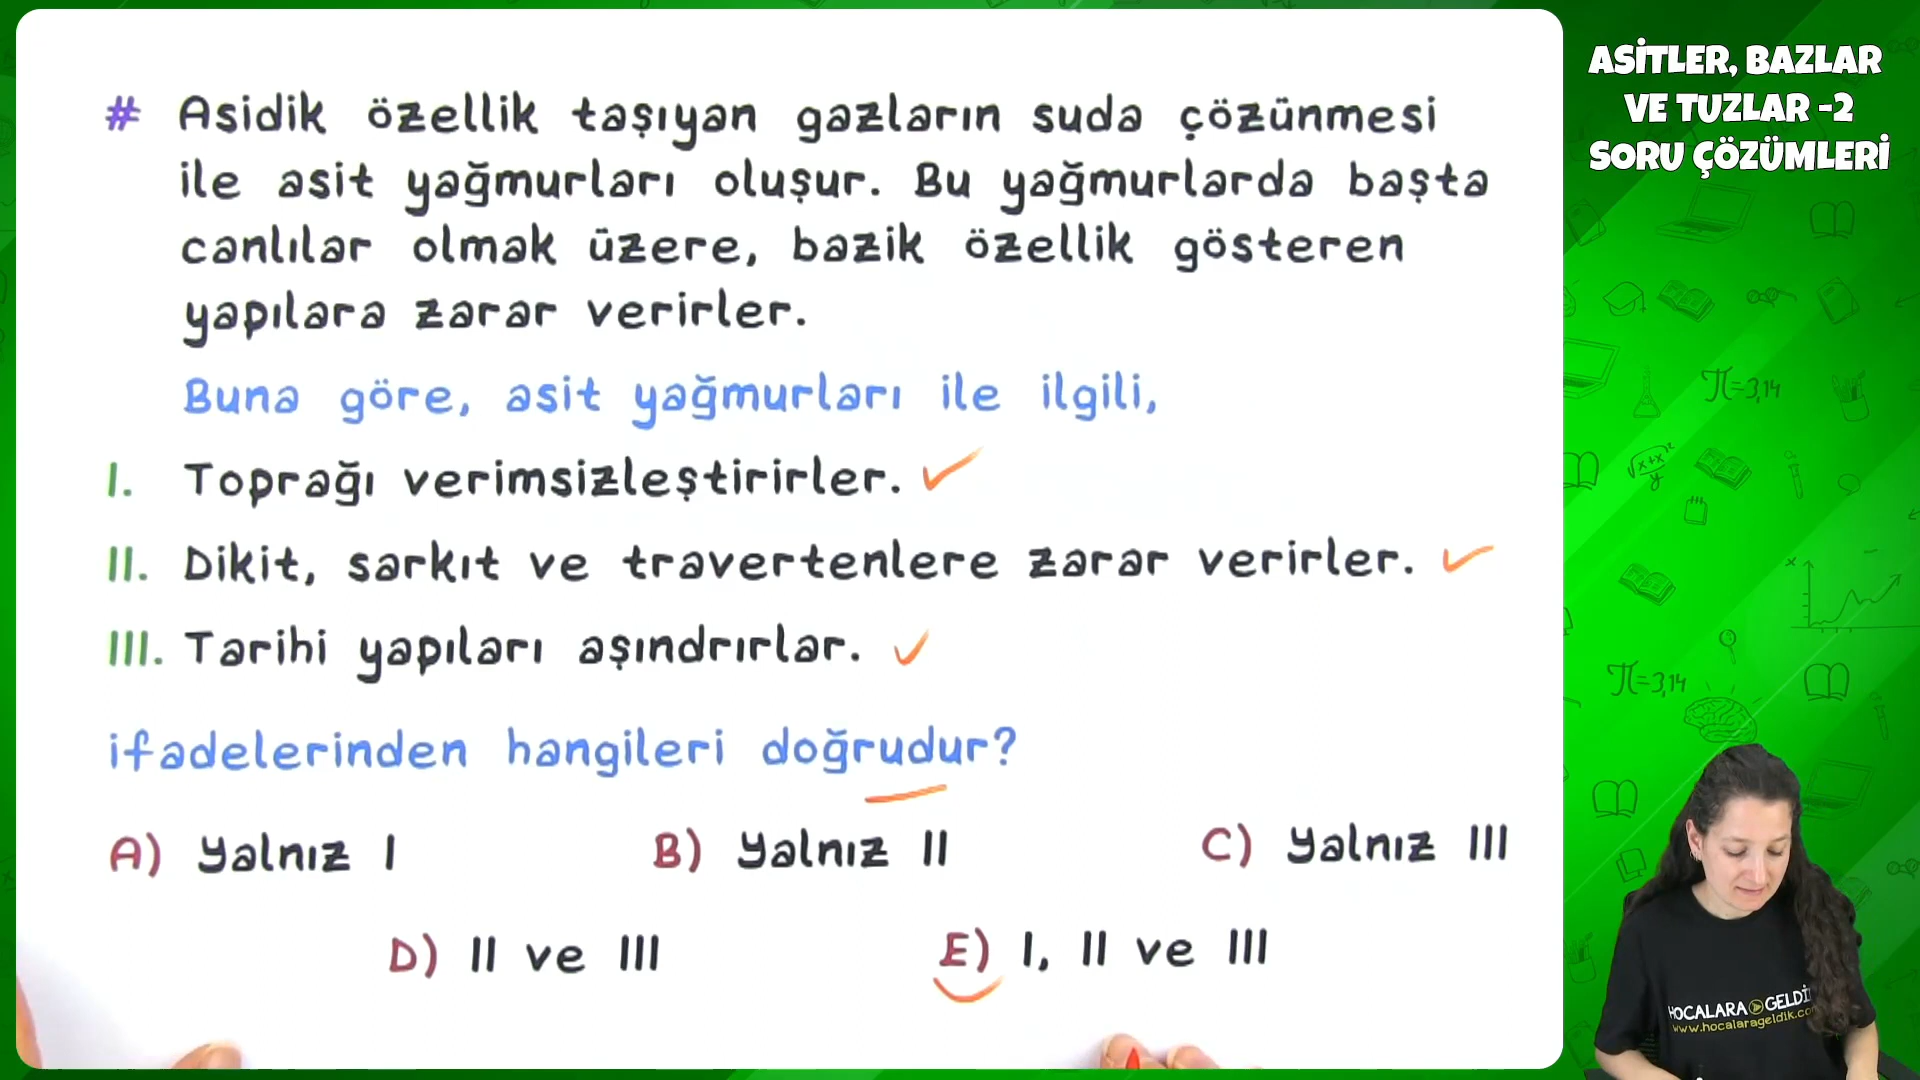 # Asidik özellik taşıyan gazların suda çözünmesi
ile asit yağmurları oluşur. Bu yağmurlarda başta
canlılar olmak üzere, bazik özellik gösteren
yapılara zarar verirler.
Buna göre, asit yağmurları ile ilgili,
I. Toprağı verimsizleştirirler.
II. Dikit, sarkıt ve travertenlere zarar verirler.
III. Tarihi yapıları aşındrırlar.
ifadelerinden hangileri doğrudur?
A) Yalnız I B) Yalnız II C) Yalnız III
D) II ve III E) I, II ve III
ASİTLER, BAZLAR
VE TUZLAR -2
SORU ÇÖZÜMLERİ
π=3,14
π=3,14
HOCALARA GELDİ
www.hocalarageldik.com